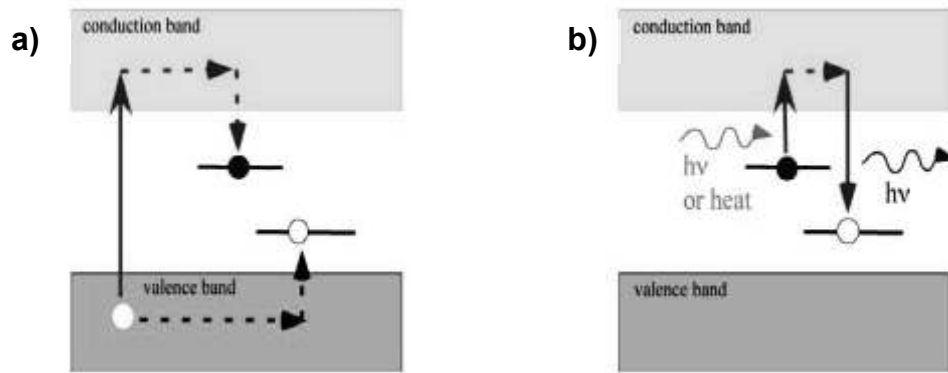 a)
conduction band
valence band
b)
conduction band
hν
or heat
hν
valence band